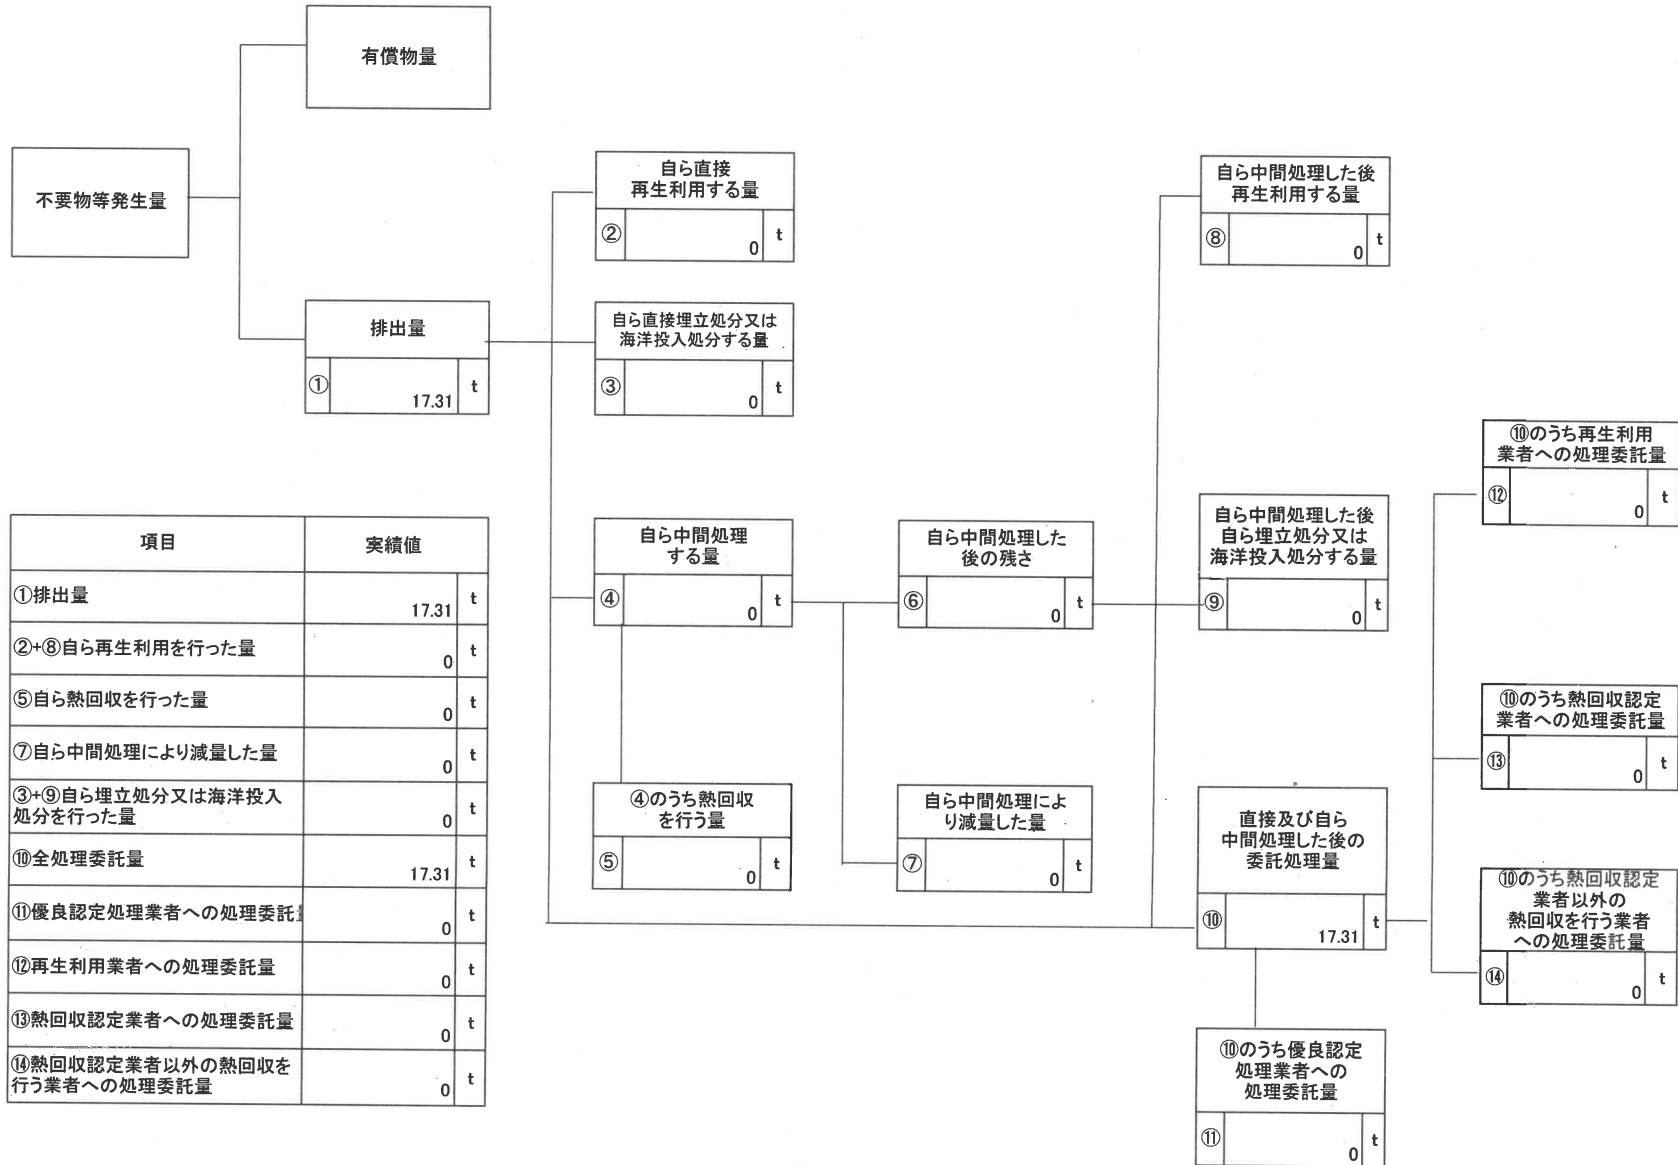 有償物量
不要物等発生量
排出量
① 17.31 t
自ら直接
再生利用する量
② 0 t
自ら直接埋立処分又は
海洋投入処分する量
③ 0 t
自ら中間処理
する量
④ 0 t
④のうち熱回収
を行う量
⑤ 0 t
自ら中間処理した
後の残さ
⑥ 0 t
自ら中間処理によ
り減量した量
⑦ 0 t
自ら中間処理した後
再生利用する量
⑧ 0 t
自ら中間処理した後
自ら埋立処分又は
海洋投入処分する量
⑨ 0 t
直接及び自ら
中間処理した後の
委託処理量
⑩ 17.31 t
⑩のうち優良認定
処理業者への
処理委託量
⑪ 0 t
⑩のうち再生利用
業者への処理委託量
⑫ 0 t
⑩のうち熱回収認定
業者への処理委託量
⑬ 0 t
⑩のうち熱回収認定
業者以外の
熱回収を行う業者
への処理委託量
⑭ 0 t
項目 実績値
①排出量 17.31 t
②+⑧自ら再生利用を行った量 0 t
⑤自ら熱回収を行った量 0 t
⑦自ら中間処理により減量した量 0 t
③+⑨自ら埋立処分又は海洋投入
処分を行った量 0 t
⑩全処理委託量 17.31 t
⑪優良認定処理業者への処理委託 0 t
⑫再生利用業者への処理委託量 0 t
⑬熱回収認定業者への処理委託量 0 t
⑭熱回収認定業者以外の熱回収を
行う業者への処理委託量 0 t